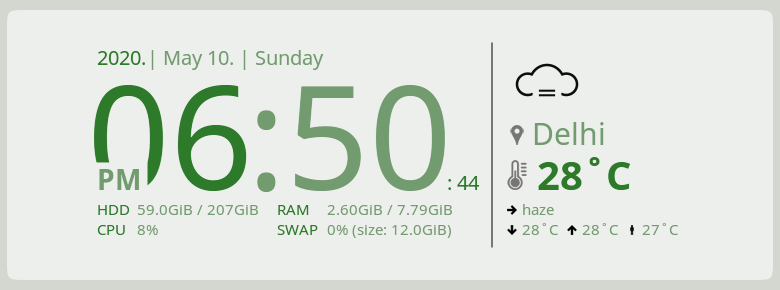 2020. | May 10. | Sunday
06:50 : 44
PM
HDD 59.0GiB / 207GiB RAM 2.60GiB / 7.79GiB
CPU 8% SWAP 0% (size: 12.0GiB)
Delhi
28°C
haze
28°C 28°C 27°C